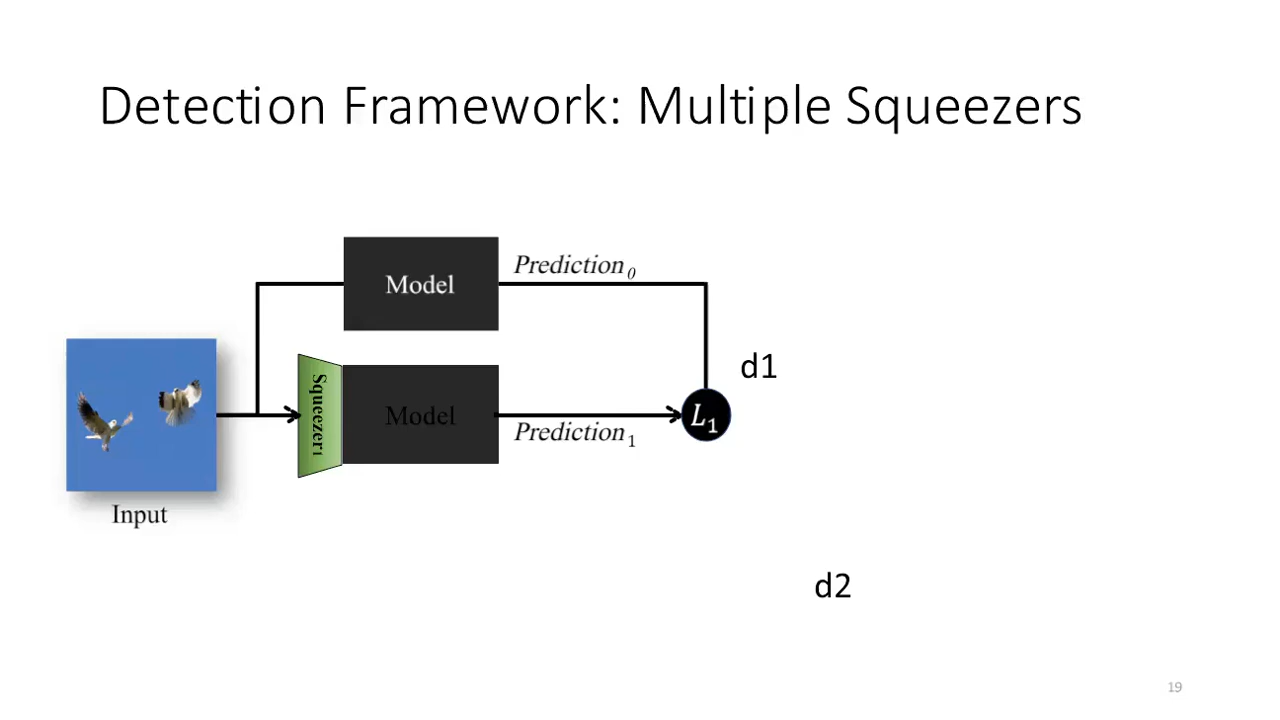 Detection Framework: Multiple Squeezers
Model
Prediction₀
d1
Squeezer₁
Model
L₁
Prediction₁
Input
d2
19